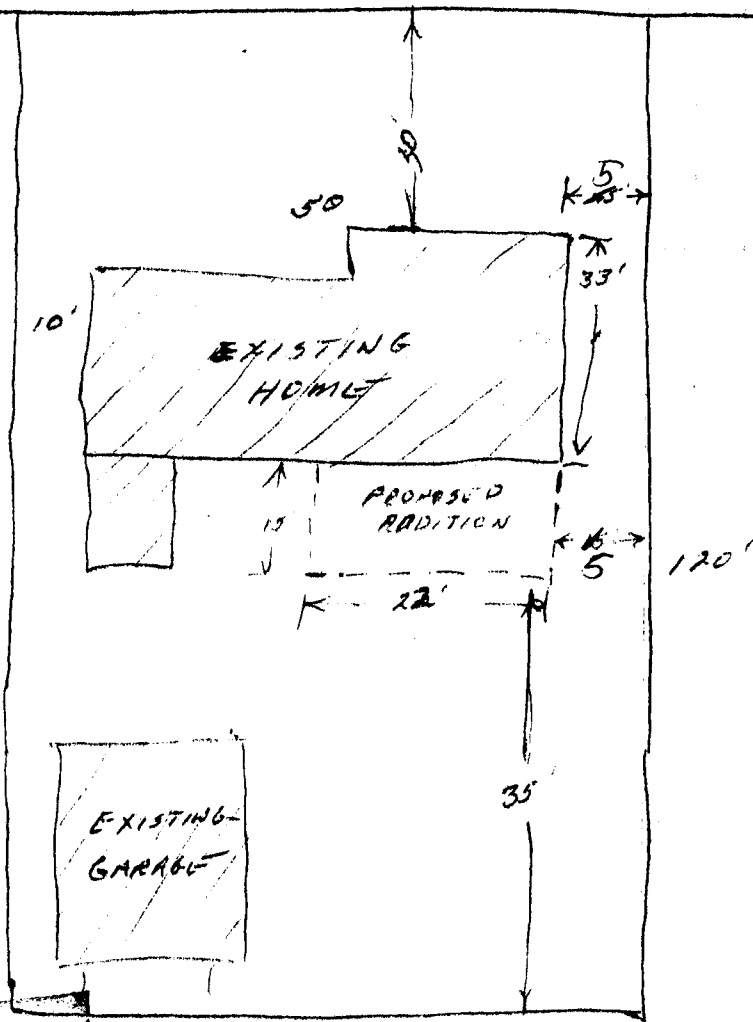 50
5
33'
10'
EXISTING
HOME
PROPOSED
ADDITION
15
5
120'
22'
35'
EXISTING
GARAGE